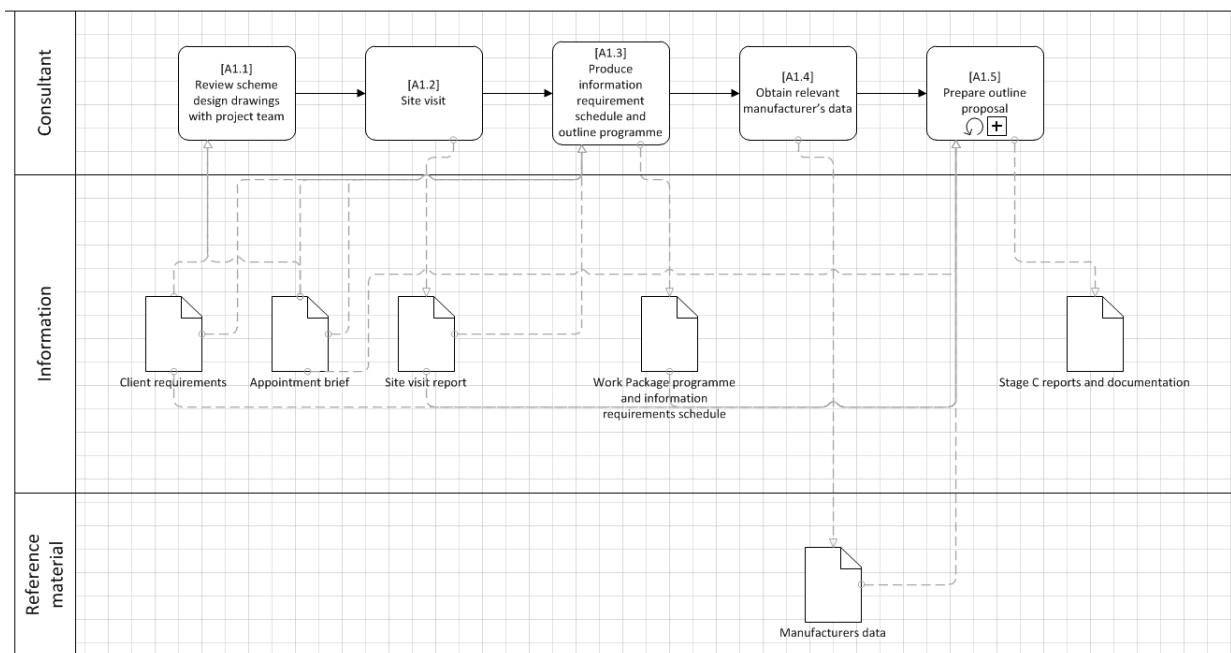 Consultant
[A1.1]
Review scheme
design drawings
with project team
[A1.2]
Site visit
[A1.3]
Produce
information
requirement
schedule and
outline programme
[A1.4]
Obtain relevant
manufacturer's data
[A1.5]
Prepare outline
proposal
Information
Client requirements
Appointment brief
Site visit report
Work Package programme
and information
requirements schedule
Stage C reports and documentation
Reference
material
Manufacturers data